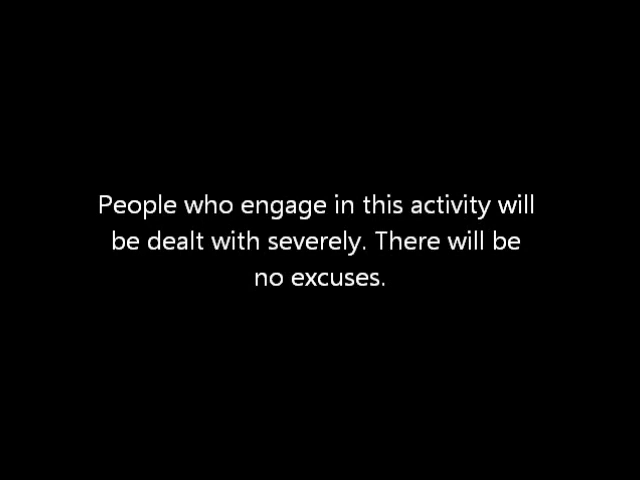 People who engage in this activity will
be dealt with severely. There will be
no excuses.